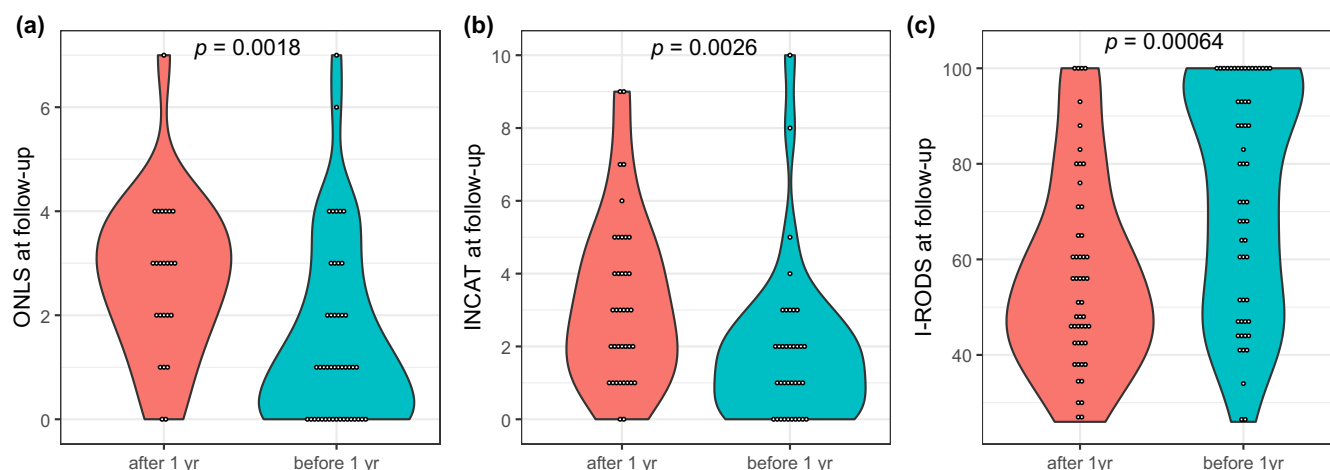 (a)
p = 0.0018
ONLS at follow-up
6
4
2
0
after 1 yr
before 1 yr
(b)
p = 0.0026
INCAT at follow-up
10
8
6
4
2
0
after 1 yr
before 1 yr
(c)
p = 0.00064
I-RODS at follow-up
100
80
60
40
after 1yr
before 1yr